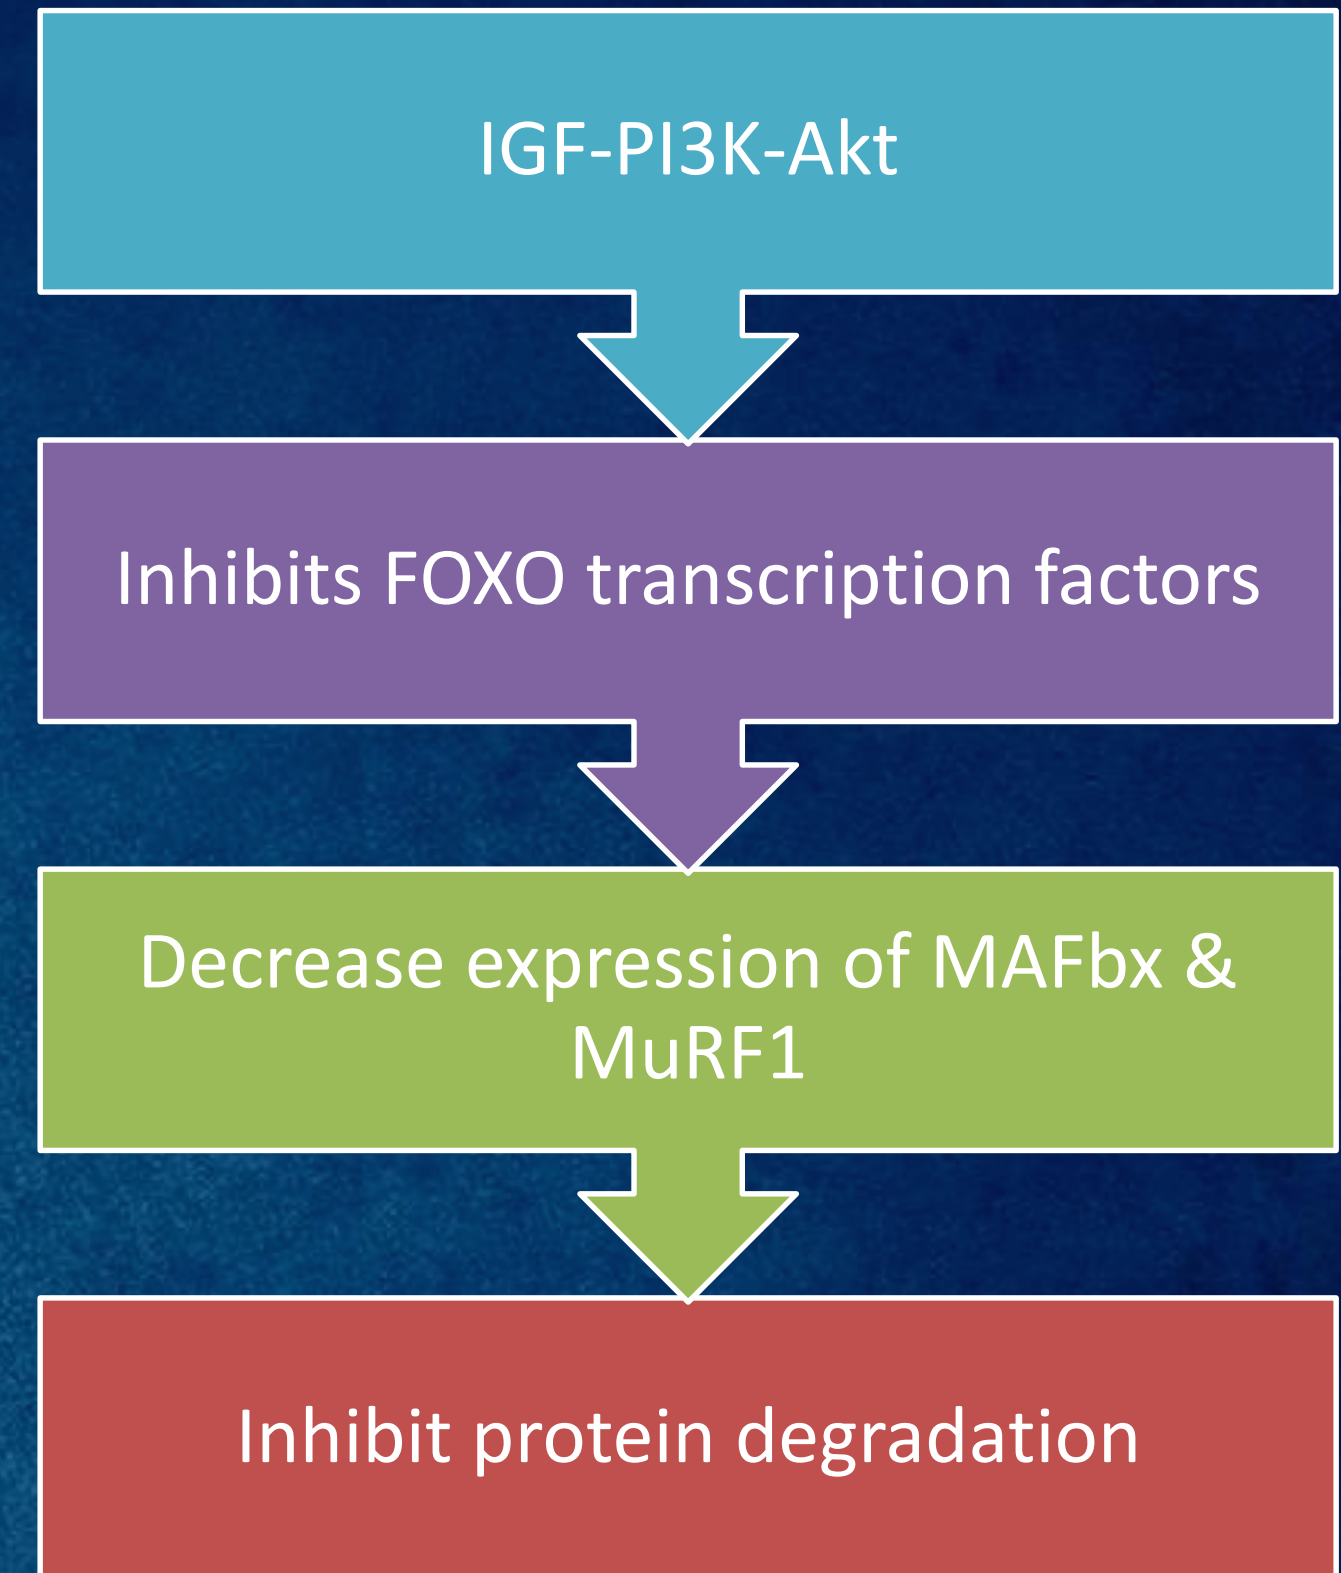 IGF-PI3K-Akt
Inhibits FOXO transcription factors
Decrease expression of MAFbx &
MuRF1
Inhibit protein degradation